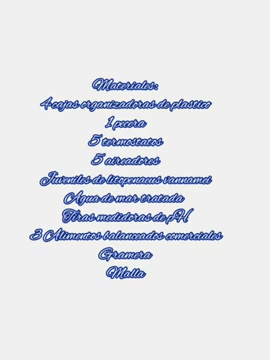 Materiales:
4 cajas organizadoras de plastico
1 pecera
5 termostatos
5 aireadores
Juveniles de litopenaeus vannamei
Agua de mar tratada
Tiras medidoras de pH
3 Alimentos balanceados comerciales
Gramera
Malla